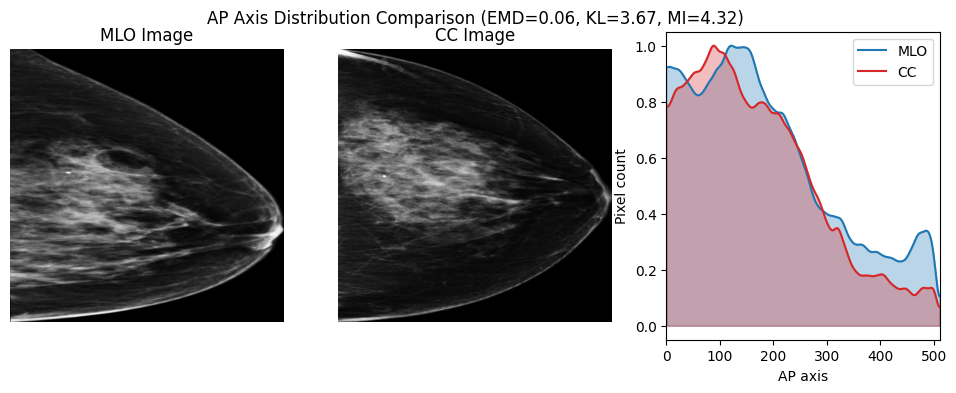 AP Axis Distribution Comparison (EMD=0.06, KL=3.67, MI=4.32)
MLO Image
CC Image
MLO
CC
1.0
0.8
0.6
0.4
0.2
0.0
Pixel count
0 100 200 300 400 500
AP axis